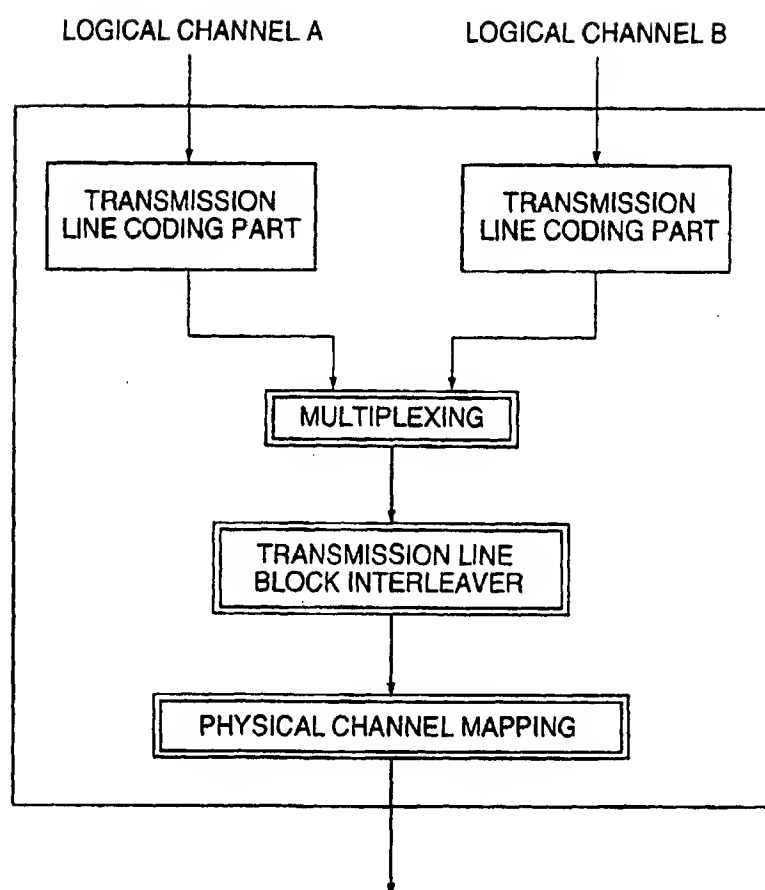 LOGICAL CHANNEL A
LOGICAL CHANNEL B
TRANSMISSION
LINE CODING PART
TRANSMISSION
LINE CODING PART
MULTIPLEXING
TRANSMISSION LINE
BLOCK INTERLEAVER
PHYSICAL CHANNEL MAPPING